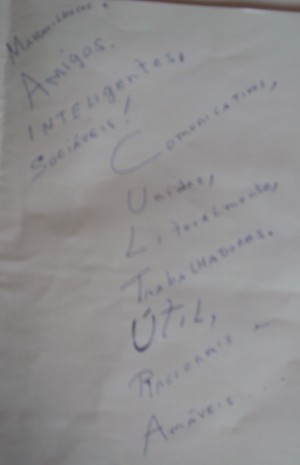 Maravilhosos.
Amigos.
INTELIGENTES,
SOCIÁVEIS!
Comunicativos,
Unidos,
Literalmente,
TRABALHADORES.
ÚTIL,
RACIONAIS
AMÁVEIS...